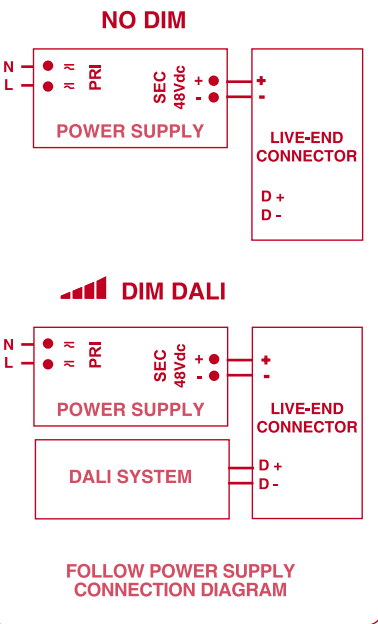 NO DIM
N
L
PRI
SEC
48Vdc
+
-
+
-
POWER SUPPLY
LIVE-END
CONNECTOR
D +
D -
DIM DALI
N
L
PRI
SEC
48Vdc
+
-
+
-
POWER SUPPLY
LIVE-END
CONNECTOR
DALI SYSTEM
D +
D -
FOLLOW POWER SUPPLY
CONNECTION DIAGRAM